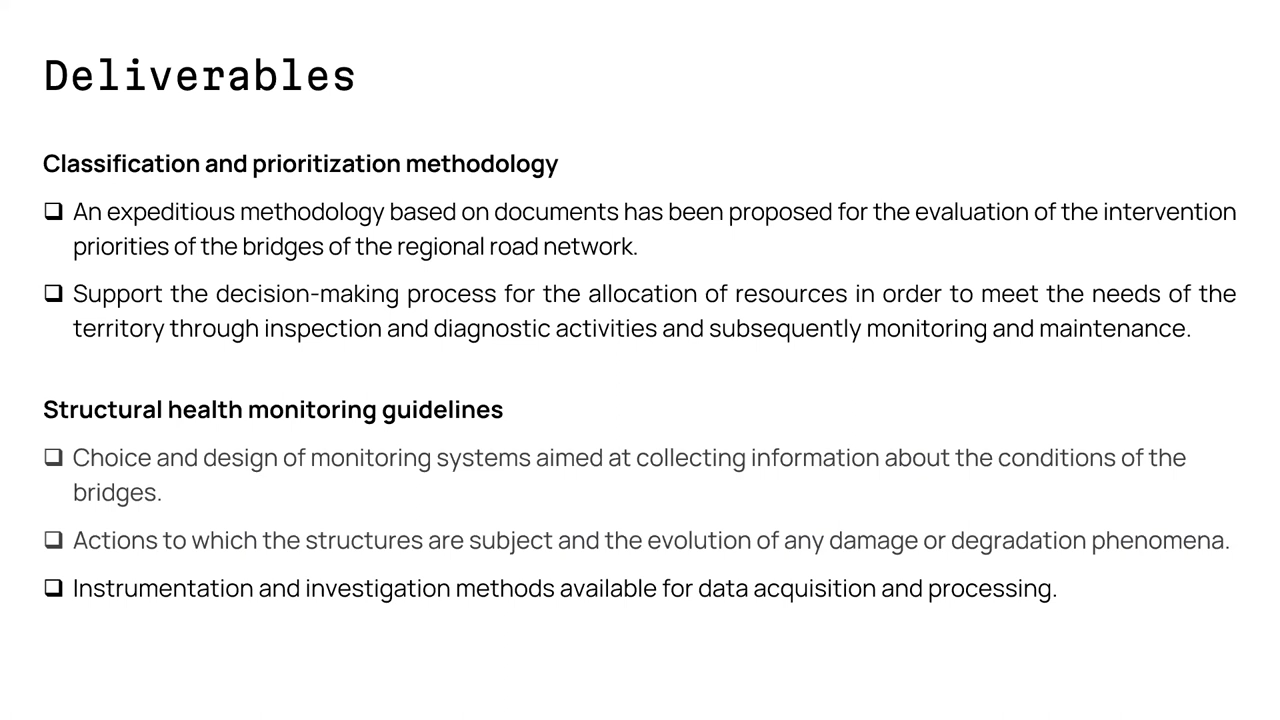 Deliverables
Classification and prioritization methodology
❑ An expeditious methodology based on documents has been proposed for the evaluation of the intervention
priorities of the bridges of the regional road network.
❑ Support the decision-making process for the allocation of resources in order to meet the needs of the
territory through inspection and diagnostic activities and subsequently monitoring and maintenance.
Structural health monitoring guidelines
❑ Choice and design of monitoring systems aimed at collecting information about the conditions of the
bridges.
❑ Actions to which the structures are subject and the evolution of any damage or degradation phenomena.
❑ Instrumentation and investigation methods available for data acquisition and processing.